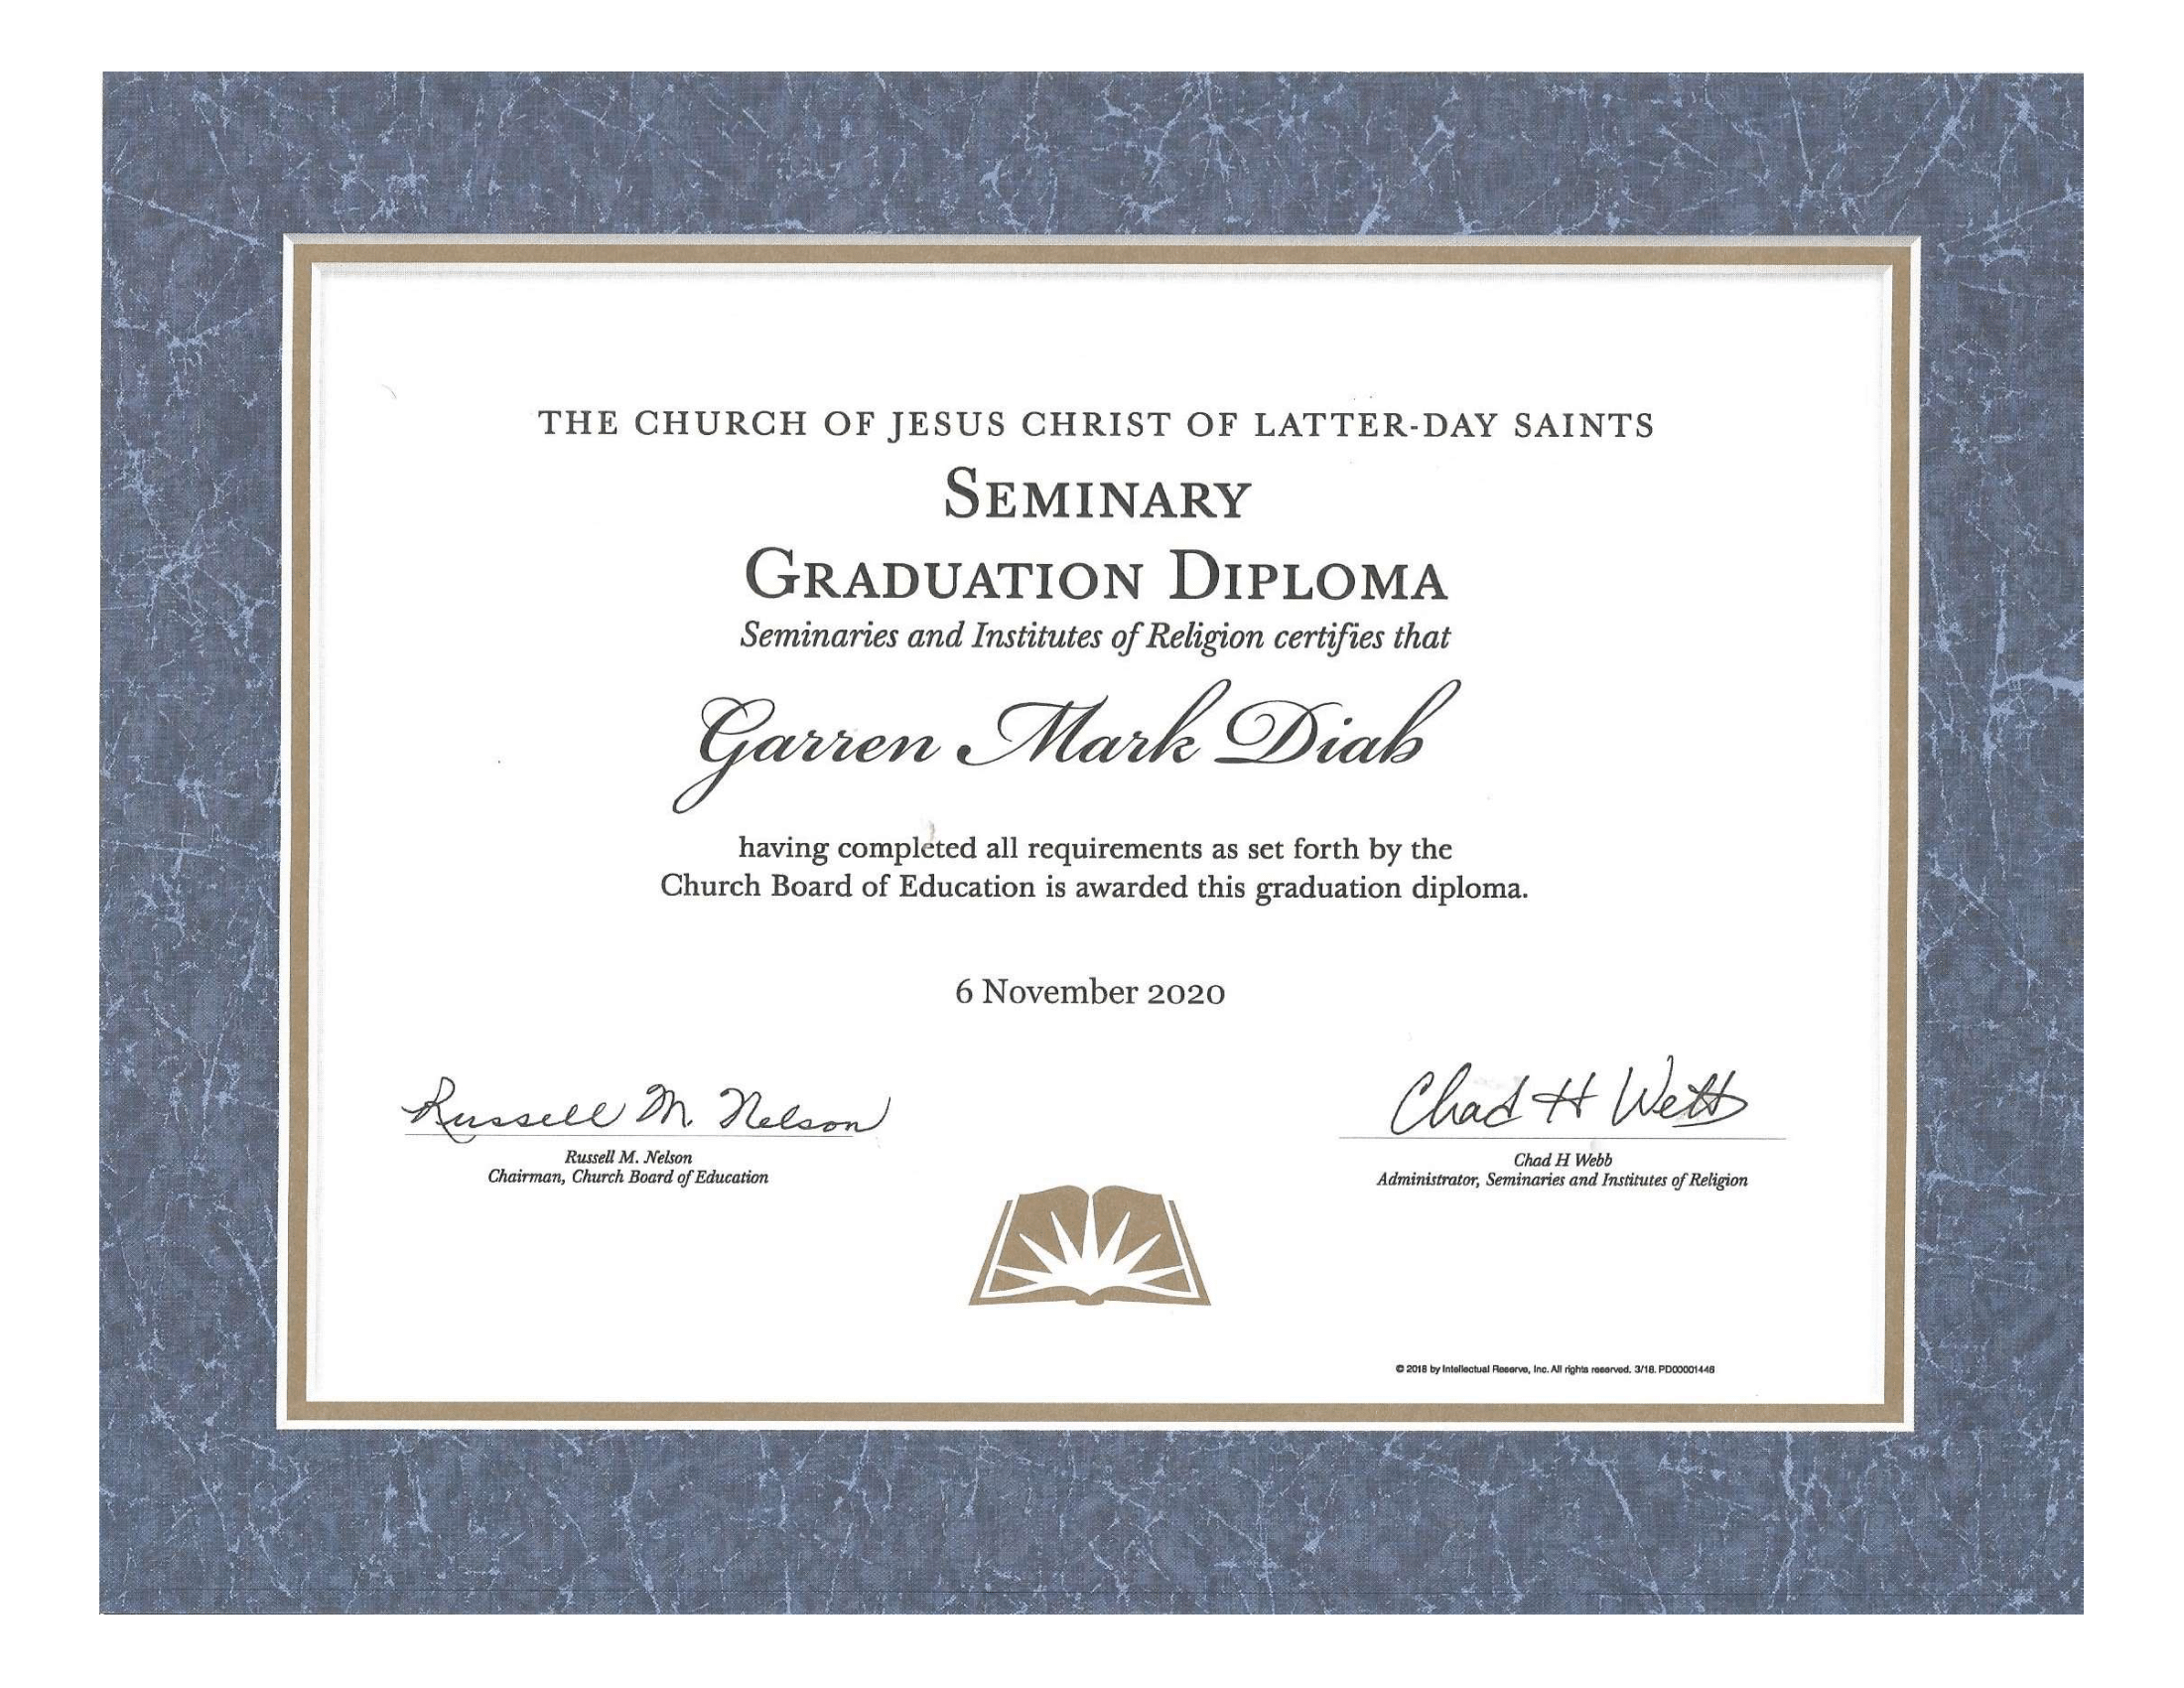 THE CHURCH OF JESUS CHRIST OF LATTER-DAY SAINTS
SEMINARY
GRADUATION DIPLOMA
Seminaries and Institutes of Religion certifies that
Garren Mark Diab
having completed all requirements as set forth by the
Church Board of Education is awarded this graduation diploma.
6 November 2020
Russell M. Nelson
Russell M. Nelson
Chairman, Church Board of Education
Chad H Webb
Chad H Webb
Administrator, Seminaries and Institutes of Religion
© 2018 by Intellectual Reserve, Inc. All rights reserved. 3/18. PD00001446